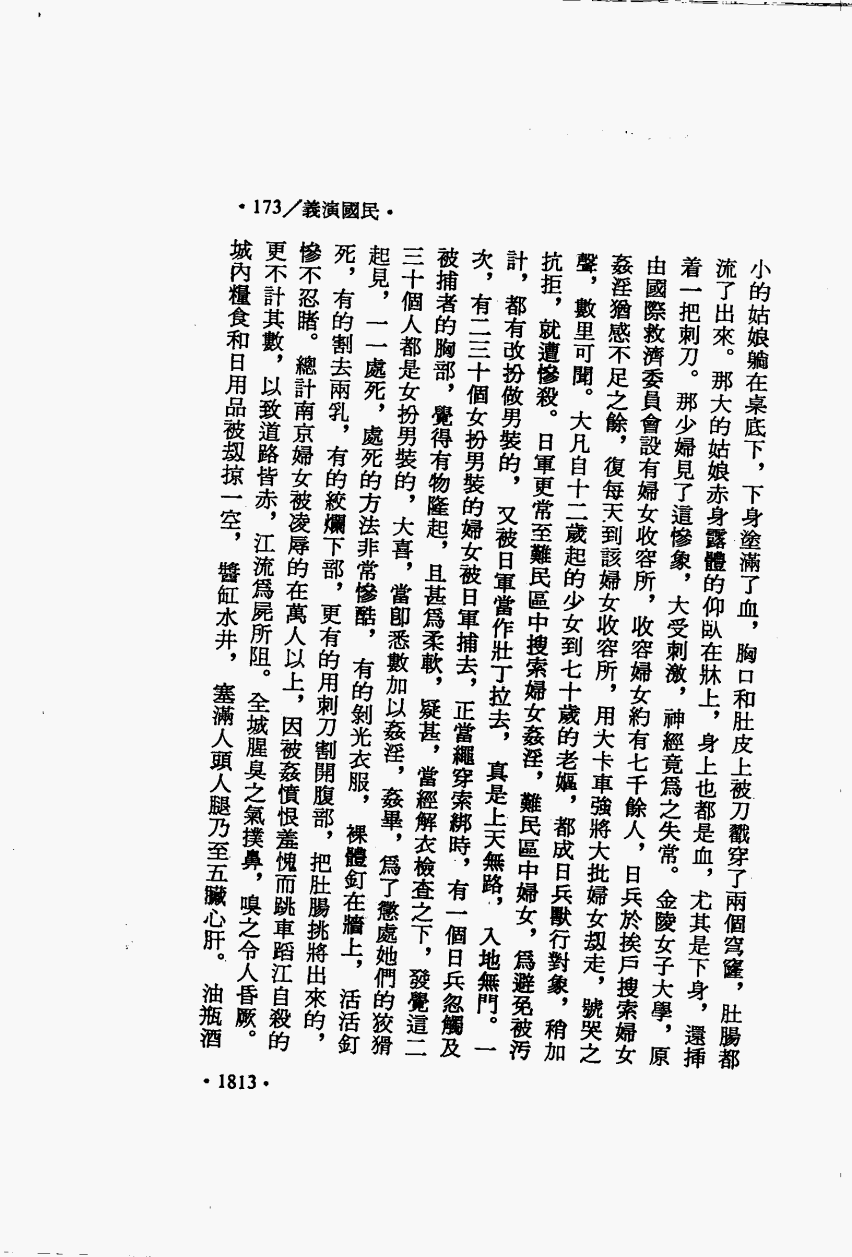 ·173／義演國民·
小的姑娘躺在桌底下，下身塗滿了血，胸口和肚皮上被刀戳穿了兩個窟窿，肚腸都
流了出來。那大的姑娘赤身露體的仰臥在牀上，身上也都是血，尤其是下身，還挿
着一把刺刀。那少婦見了這慘象，大受刺激，神經竟爲之失常。金陵女子大學，原
由國際救濟委員會設有婦女收容所，收容婦女約有七千餘人，日兵於挨戶搜索婦女
姦淫猶感不足之餘，復每天到該婦女收容所，用大卡車強將大批婦女刼走，號哭之
聲，數里可聞。大凡自十二歲起的少女到七十歲的老嫗，都成日兵獸行對象，稍加
抗拒，就遭慘殺。日軍更常至難民區中搜索婦女姦淫，難民區中婦女，爲避免被汚
計，都有改扮做男裝的，又被日軍當作壯丁拉去，眞是上天無路，入地無門。一
次，有二三十個女扮男裝的婦女被日軍捕去，正當繩穿索綁時，有一個日兵忽觸及
被捕者的胸部，覺得有物隆起，且甚爲柔軟，疑甚，當經解衣檢查之下，發覺這二
三十個人都是女扮男裝的，大喜，當卽悉數加以姦淫，姦畢，爲了懲處她們的狡猾
起見，一一處死，處死的方法非常慘酷，有的剝光衣服，裸體釘在牆上，活活釘
死，有的割去兩乳，有的絞爛下部，更有的用刺刀割開腹部，把肚腸挑將出來的，
慘不忍睹。總計南京婦女被凌辱的在萬人以上，因被姦憤恨羞愧而跳車蹈江自殺的
更不計其數，以致道路皆赤，江流爲屍所阻。全城腥臭之氣撲鼻，嗅之令人昏厥。
城內糧食和日用品被刼掠一空，醬缸水井，塞滿人頭人腿乃至五臟心肝。油瓶酒
·1813·